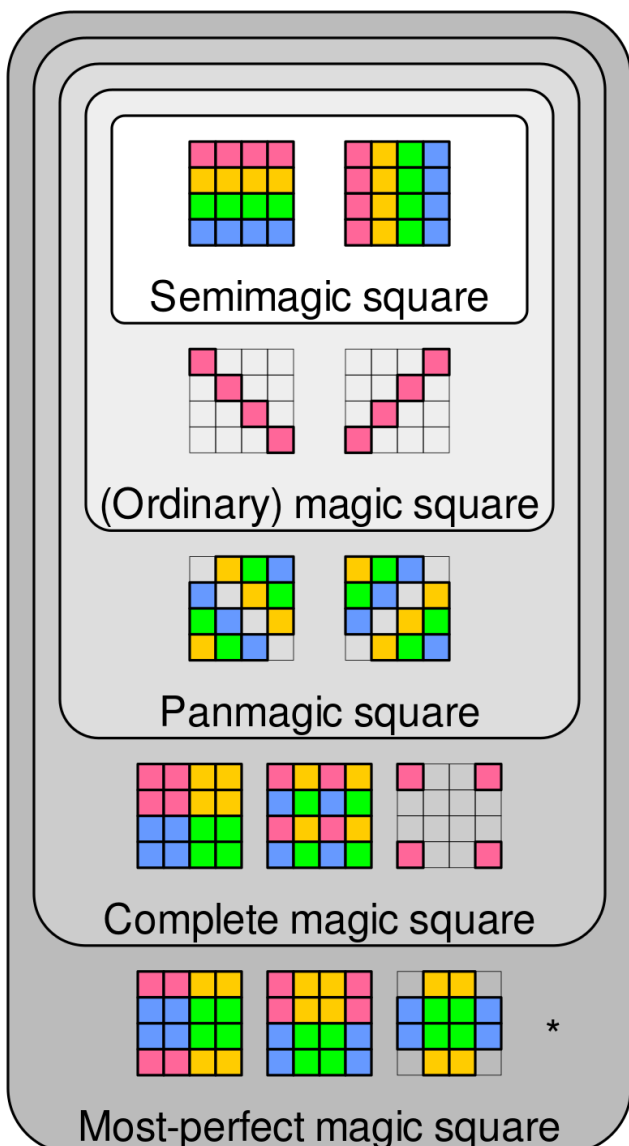 Semimagic square
(Ordinary) magic square
Panmagic square
Complete magic square
*
Most-perfect magic square